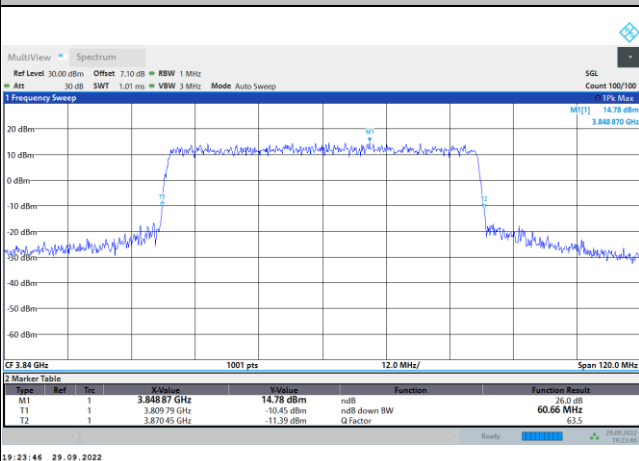 MultiView Spectrum
Ref Level 30.00 dBm Offset 7.10 dB RBW 1 MHz SGL
Att 30 dB SWT 1.01 ms VBW 3 MHz Mode Auto Sweep Count 100/100
1 Frequency Sweep 1Pk Max
M1[1] 14.78 dBm
3.848 870 GHz
M1
20 dBm
10 dBm
0 dBm
T1
T2
-10 dBm
-20 dBm
-30 dBm
-40 dBm
-50 dBm
-60 dBm
CF 3.84 GHz 1001 pts 12.0 MHz/ Span 120.0 MHz
2 Marker Table
Type Ref Trc X-Value Y-Value Function Function Result
M1 1 3.848 87 GHz 14.78 dBm ndB 26.0 dB
T1 1 3.809 79 GHz -10.45 dBm ndB down BW 60.66 MHz
T2 1 3.870 45 GHz -11.39 dBm Q Factor 63.5
Ready 29.09.2022
19:23:46
19:23:46 29.09.2022